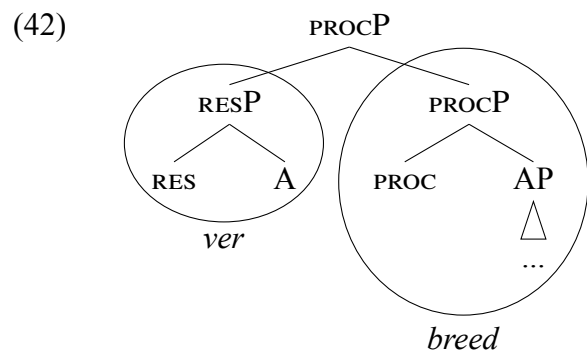 (42) PROCP
RESP PROCP
RES A PROC AP
ver ...
breed